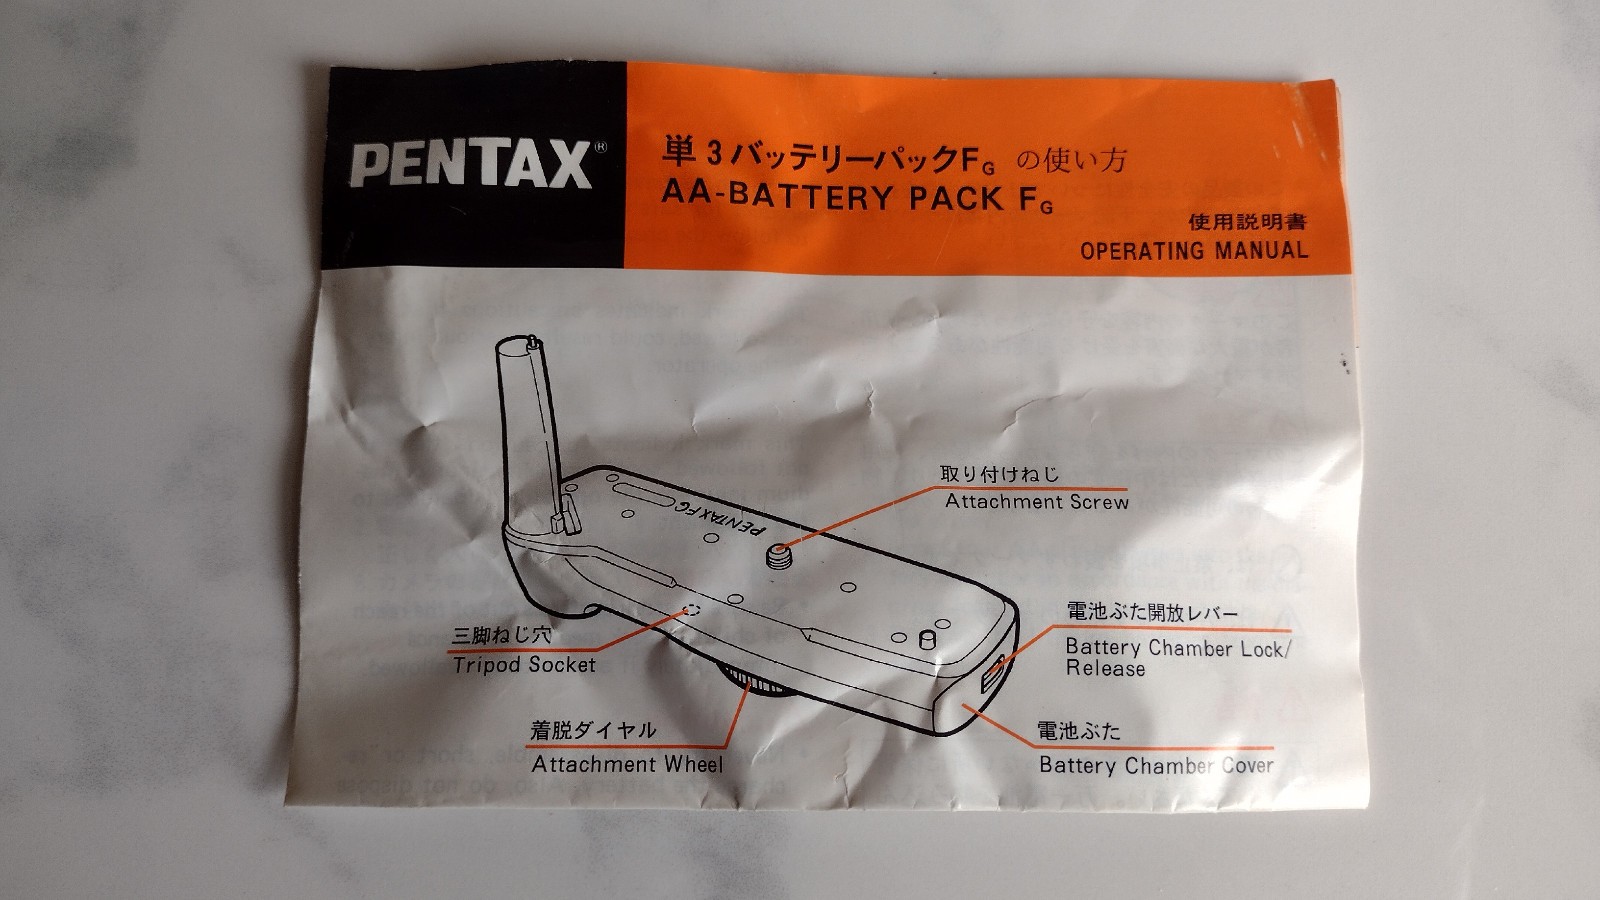 PENTAX®
単3バッテリーパックFG の使い方
AA-BATTERY PACK FG
使用説明書
OPERATING MANUAL
PENTAX FG
取り付けねじ
Attachment Screw
三脚ねじ穴
Tripod Socket
電池ぶた開放レバー
Battery Chamber Lock/
Release
着脱ダイヤル
Attachment Wheel
電池ぶた
Battery Chamber Cover